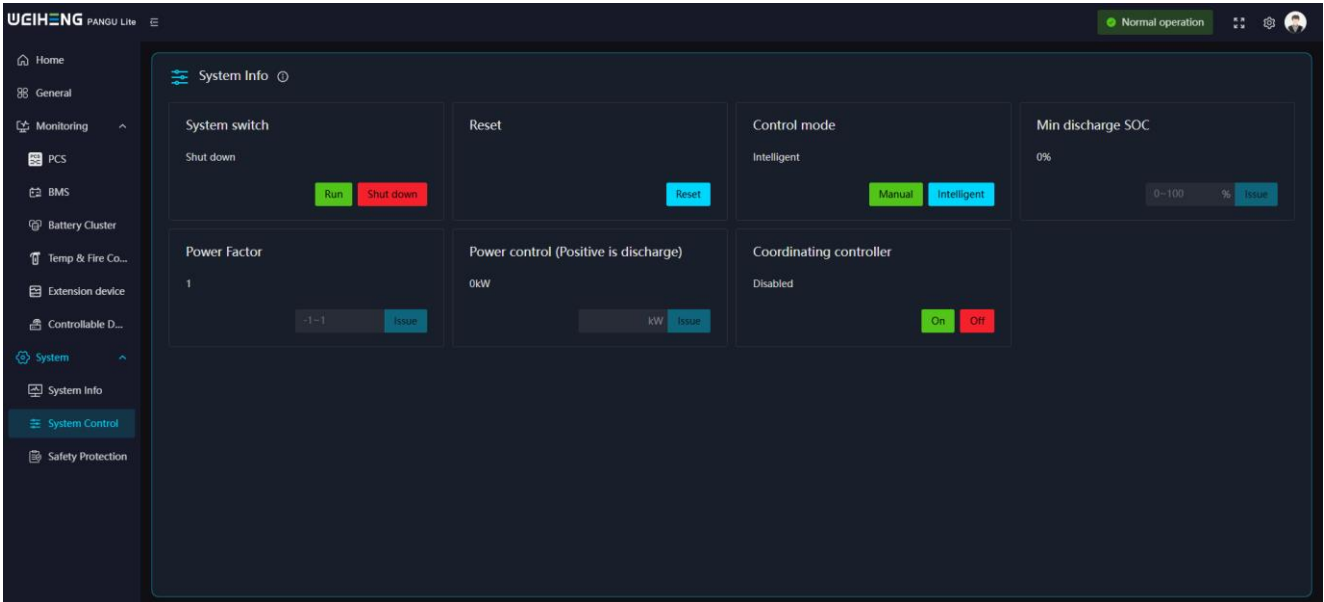 WEIHENG PANGU Lite
Normal operation
Home
General
Monitoring
PCS
BMS
Battery Cluster
Temp & Fire Co...
Extension device
Controllable D...
System
System Info
System Control
Safety Protection
System Info
System switch
Shut down
Run Shut down
Reset
Reset
Control mode
Intelligent
Manual Intelligent
Min discharge SOC
0%
0~100 % Issue
Power Factor
1
-1~1 Issue
Power control (Positive is discharge)
0kW
kW Issue
Coordinating controller
Disabled
On Off